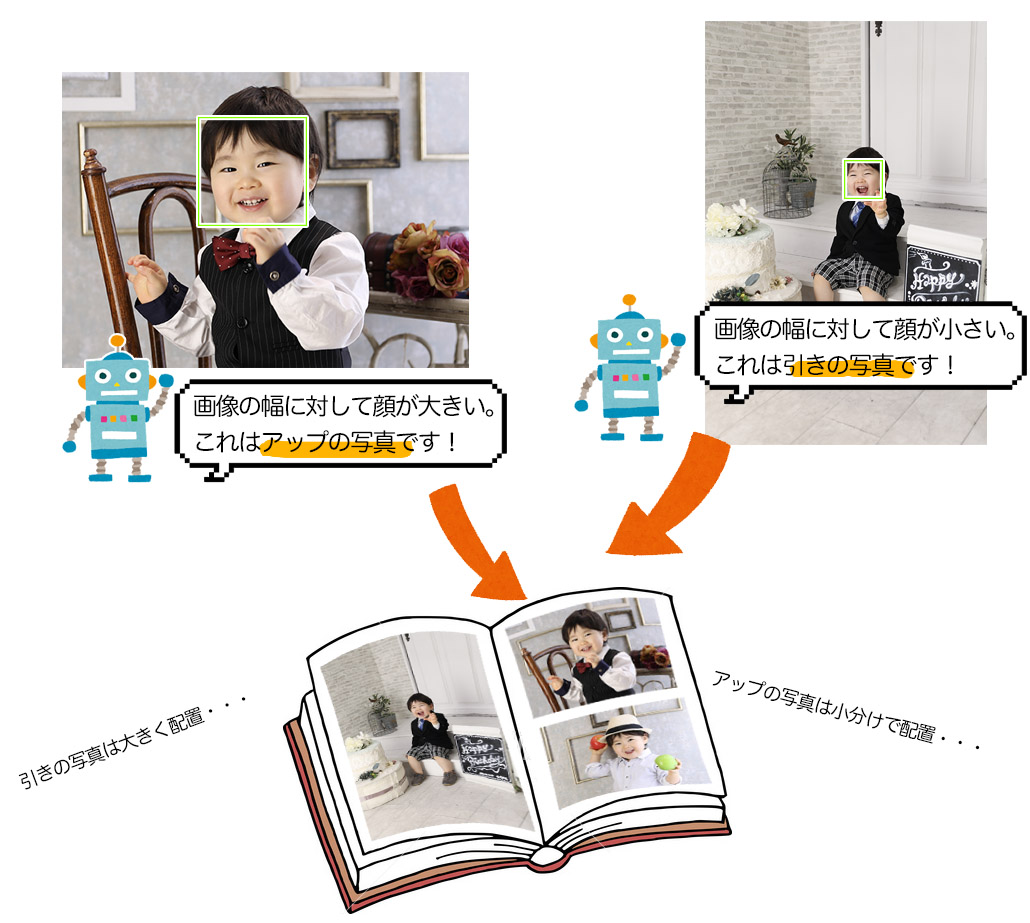 画像の幅に対して顔が大きい。
これはアップの写真です！
画像の幅に対して顔が小さい。
これは引きの写真です！
Happy
引きの写真は大きく配置・・・
アップの写真は小分けで配置・・・
Happy
Birthday